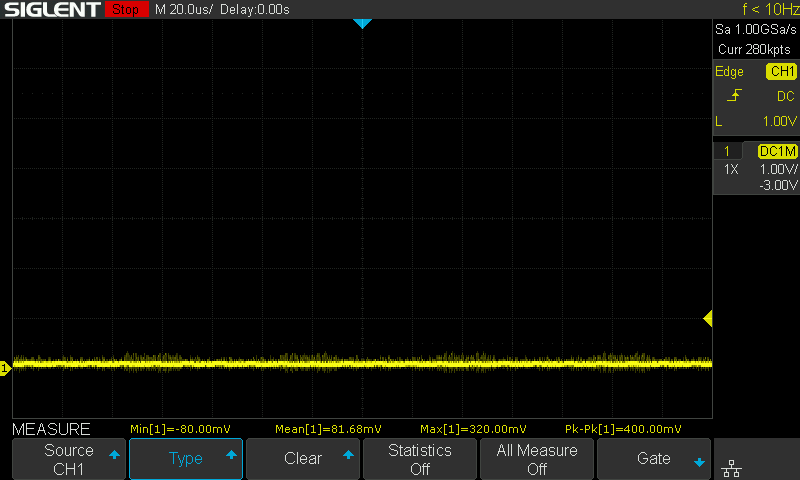 SIGLENT Stop M 20.0us/ Delay:0.00s f < 10Hz
Sa 1.00GSa/s
Curr 280kpts
Edge CH1
DC
L 1.00V
1 DC1M
1X 1.00V/
-3.00V
1
MEASURE Min[1]=-80.00mV Mean[1]=81.68mV Max[1]=320.00mV Pk-Pk[1]=400.00mV
Source CH1 Type Clear Statistics Off All Measure Off Gate